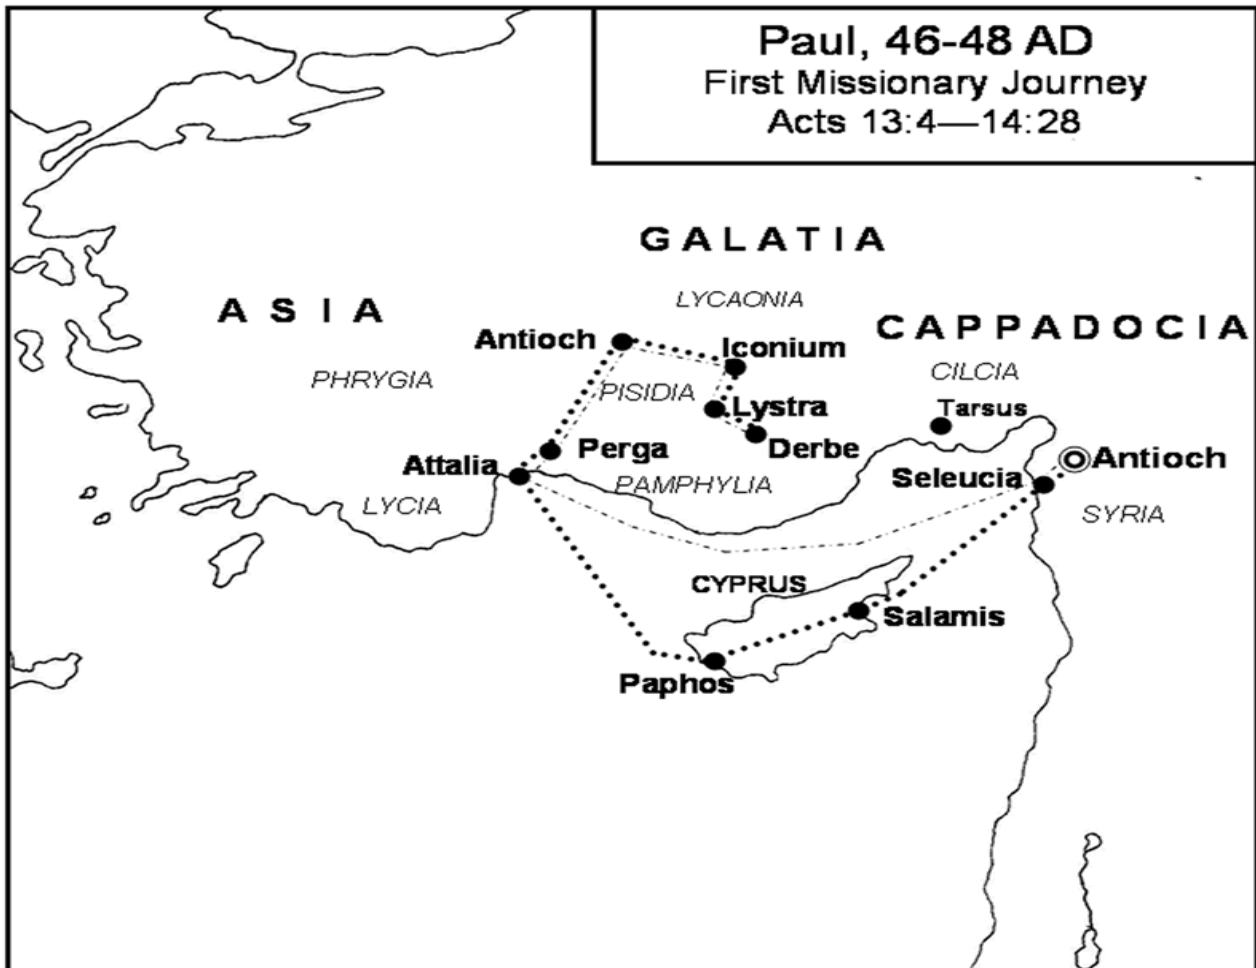 Paul, 46-48 AD
First Missionary Journey
Acts 13:4—14:28
GALATIA
LYCAONIA
ASIA
CAPPADOCIA
Antioch
Iconium
PHRYGIA
PISIDIA
CILCIA
Lystra
Tarsus
Perga
Derbe
Attalia
Antioch
PAMPHYLIA
Seleucia
LYCIA
SYRIA
CYPRUS
Salamis
Paphos